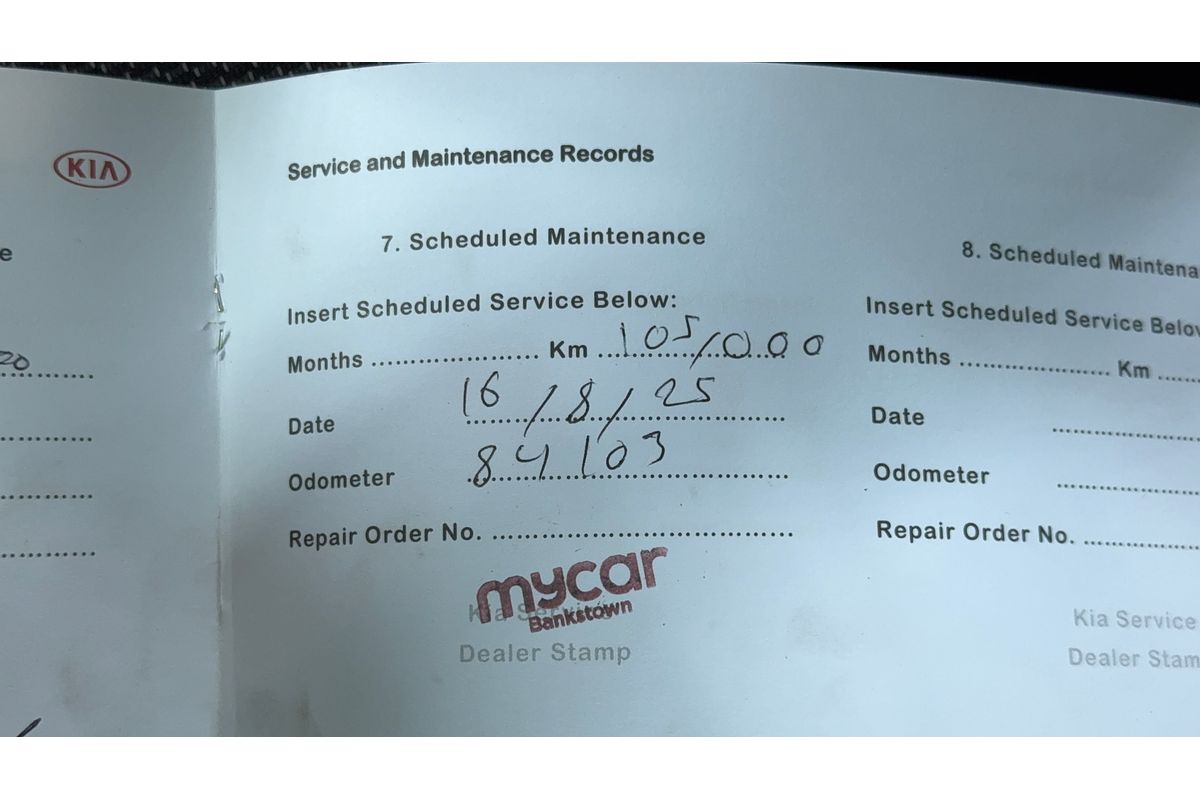 KIA
e
20
Service and Maintenance Records
7. Scheduled Maintenance
Insert Scheduled Service Below:
Months .................... Km 105/000
Date 16/8/25
Odometer 84103
Repair Order No. ....................................
mycar
Bankstown
Kia Service
Dealer Stamp
8. Scheduled Maintena
Insert Scheduled Service Belo
Months .................... Km ......
Date ....................
Odometer ....................
Repair Order No. ................
Kia Service
Dealer Stam